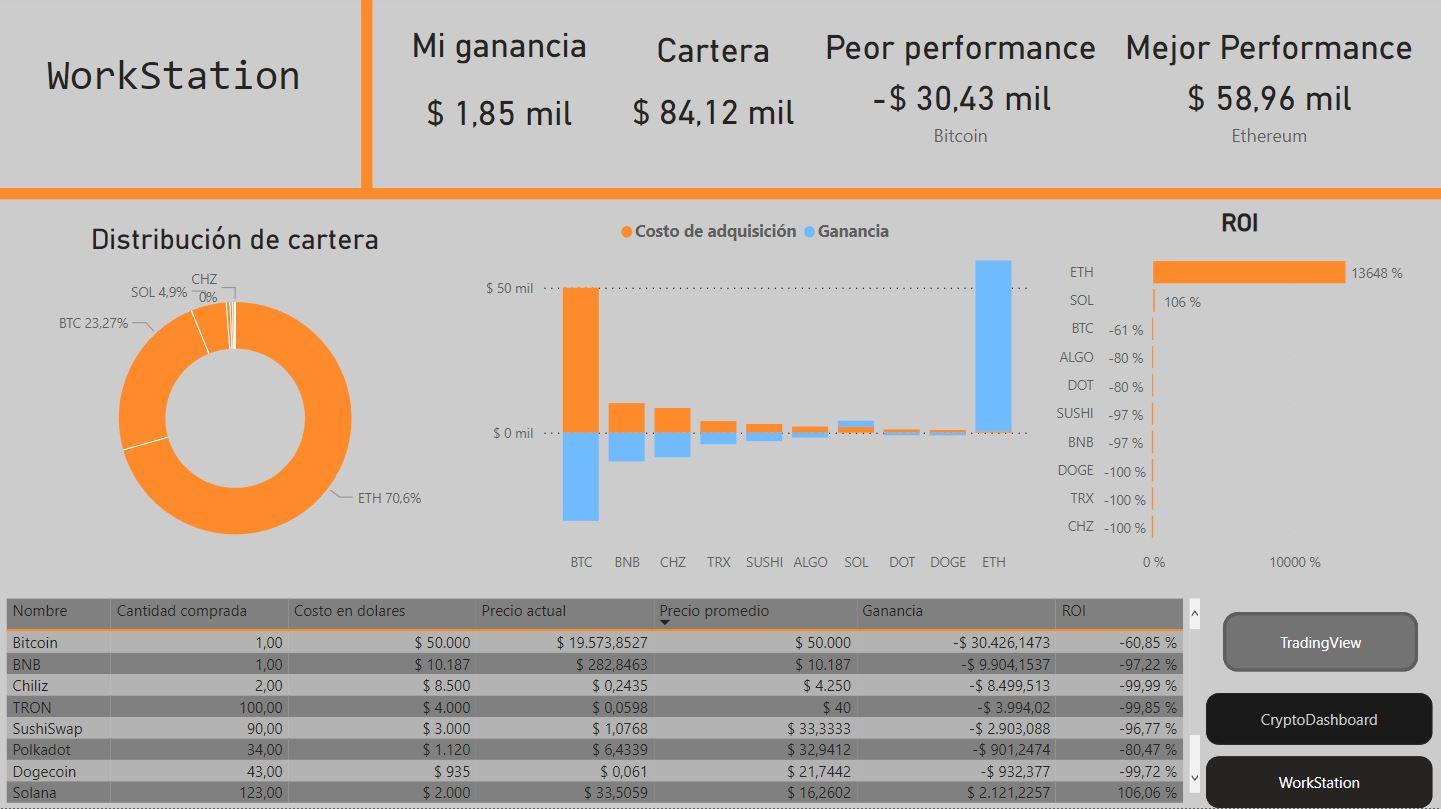 WorkStation
Mi ganancia
$ 1,85 mil
Cartera
$ 84,12 mil
Peor performance
-$ 30,43 mil
Bitcoin
Mejor Performance
$ 58,96 mil
Ethereum
Distribución de cartera
CHZ
0%
SOL 4,9%
BTC 23,27%
ETH 70,6%
Costo de adquisición Ganancia
$ 50 mil
$ 0 mil
BTC BNB CHZ TRX SUSHI ALGO SOL DOT DOGE ETH
ROI
ETH 13648 %
SOL 106 %
BTC -61 %
ALGO -80 %
DOT -80 %
SUSHI -97 %
BNB -97 %
DOGE -100 %
TRX -100 %
CHZ -100 %
0 % 10000 %
Nombre Cantidad comprada Costo en dolares Precio actual Precio promedio Ganancia ROI
Bitcoin 1,00 $ 50.000 $ 19.573,8527 $ 50.000 -$ 30.426,1473 -60,85 %
BNB 1,00 $ 10.187 $ 282,8463 $ 10.187 -$ 9.904,1537 -97,22 %
Chiliz 2,00 $ 8.500 $ 0,2435 $ 4.250 -$ 8.499,513 -99,99 %
TRON 100,00 $ 4.000 $ 0,0598 $ 40 -$ 3.994,02 -99,85 %
SushiSwap 90,00 $ 3.000 $ 1,0768 $ 33,3333 -$ 2.903,088 -96,77 %
Polkadot 34,00 $ 1.120 $ 6,4339 $ 32,9412 -$ 901,2474 -80,47 %
Dogecoin 43,00 $ 935 $ 0,061 $ 21,7442 -$ 932,377 -99,72 %
Solana 123,00 $ 2.000 $ 33,5059 $ 16,2602 $ 2.121,2257 106,06 %
TradingView
CryptoDashboard
WorkStation